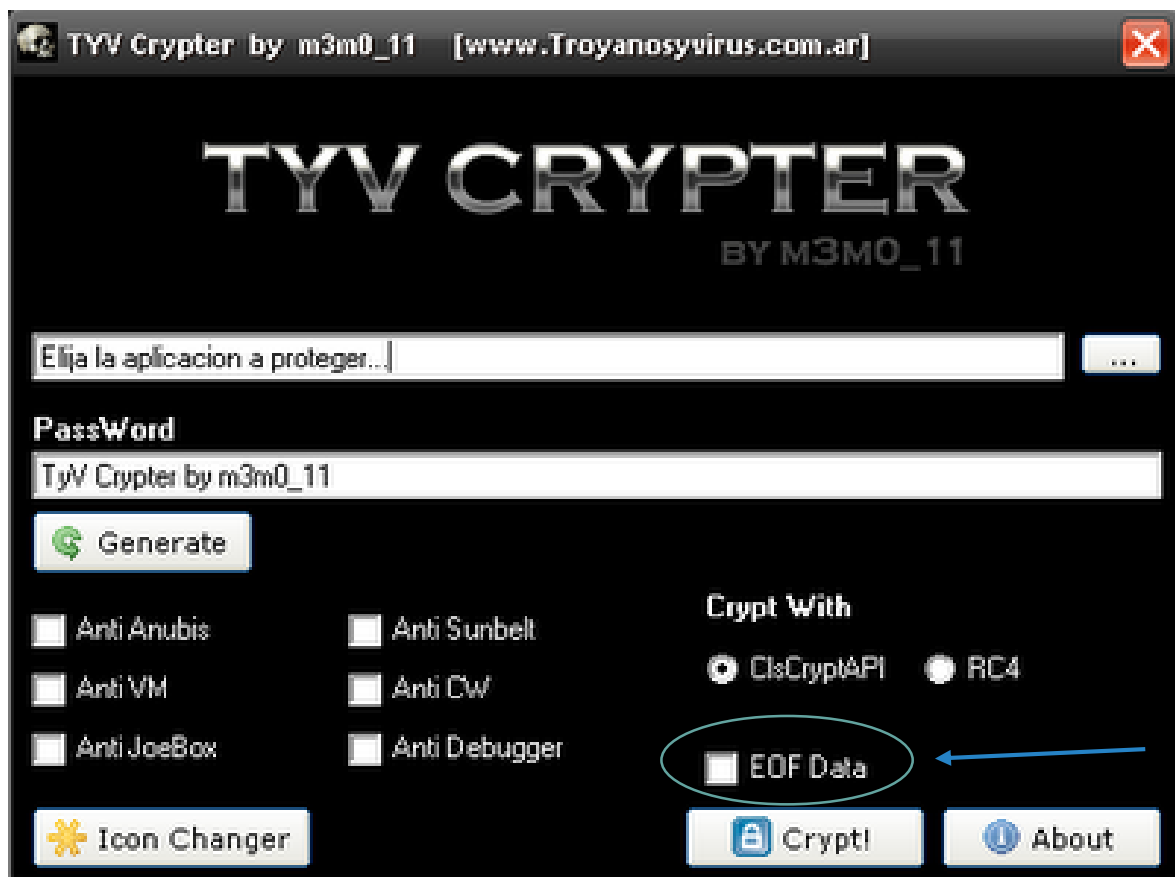 TYV Crypter by m3m0_11 [www.Troyanosyvirus.com.ar]
TYV CRYPTER
BY M3M0_11
Elija la aplicacion a proteger...
...
PassWord
TyV Crypter by m3m0_11
Generate
Anti Anubis
Anti Sunbelt
Crypt With
Anti VM
Anti CW
ClsCryptAPI
RC4
Anti JoeBox
Anti Debugger
EOF Data
Icon Changer
Crypt!
About